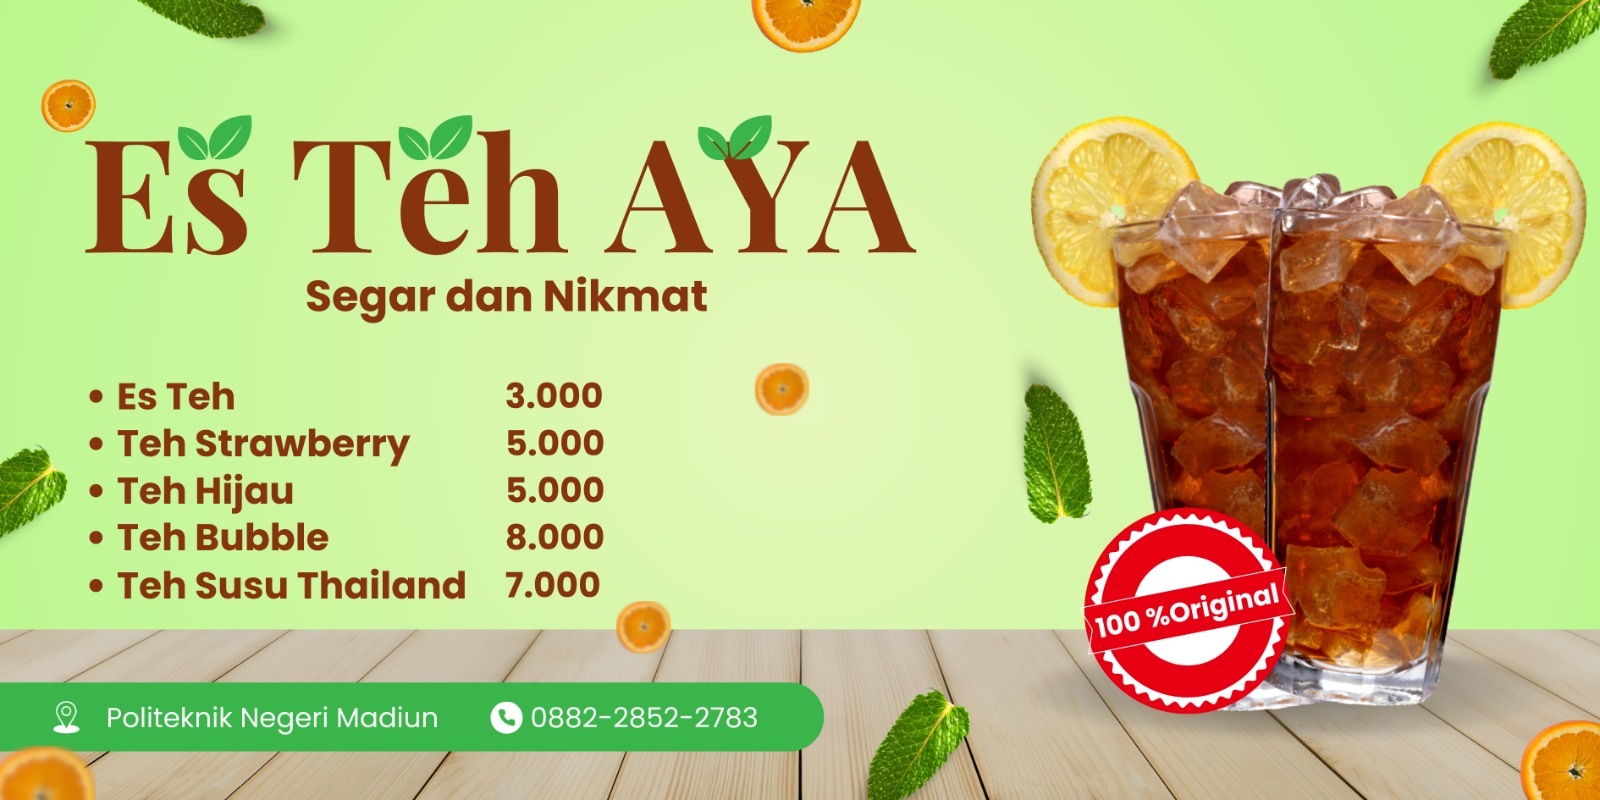 Es Teh AYA
Segar dan Nikmat
• Es Teh 3.000
• Teh Strawberry 5.000
• Teh Hijau 5.000
• Teh Bubble 8.000
• Teh Susu Thailand 7.000
100 %Original
Politeknik Negeri Madiun 0882-2852-2783